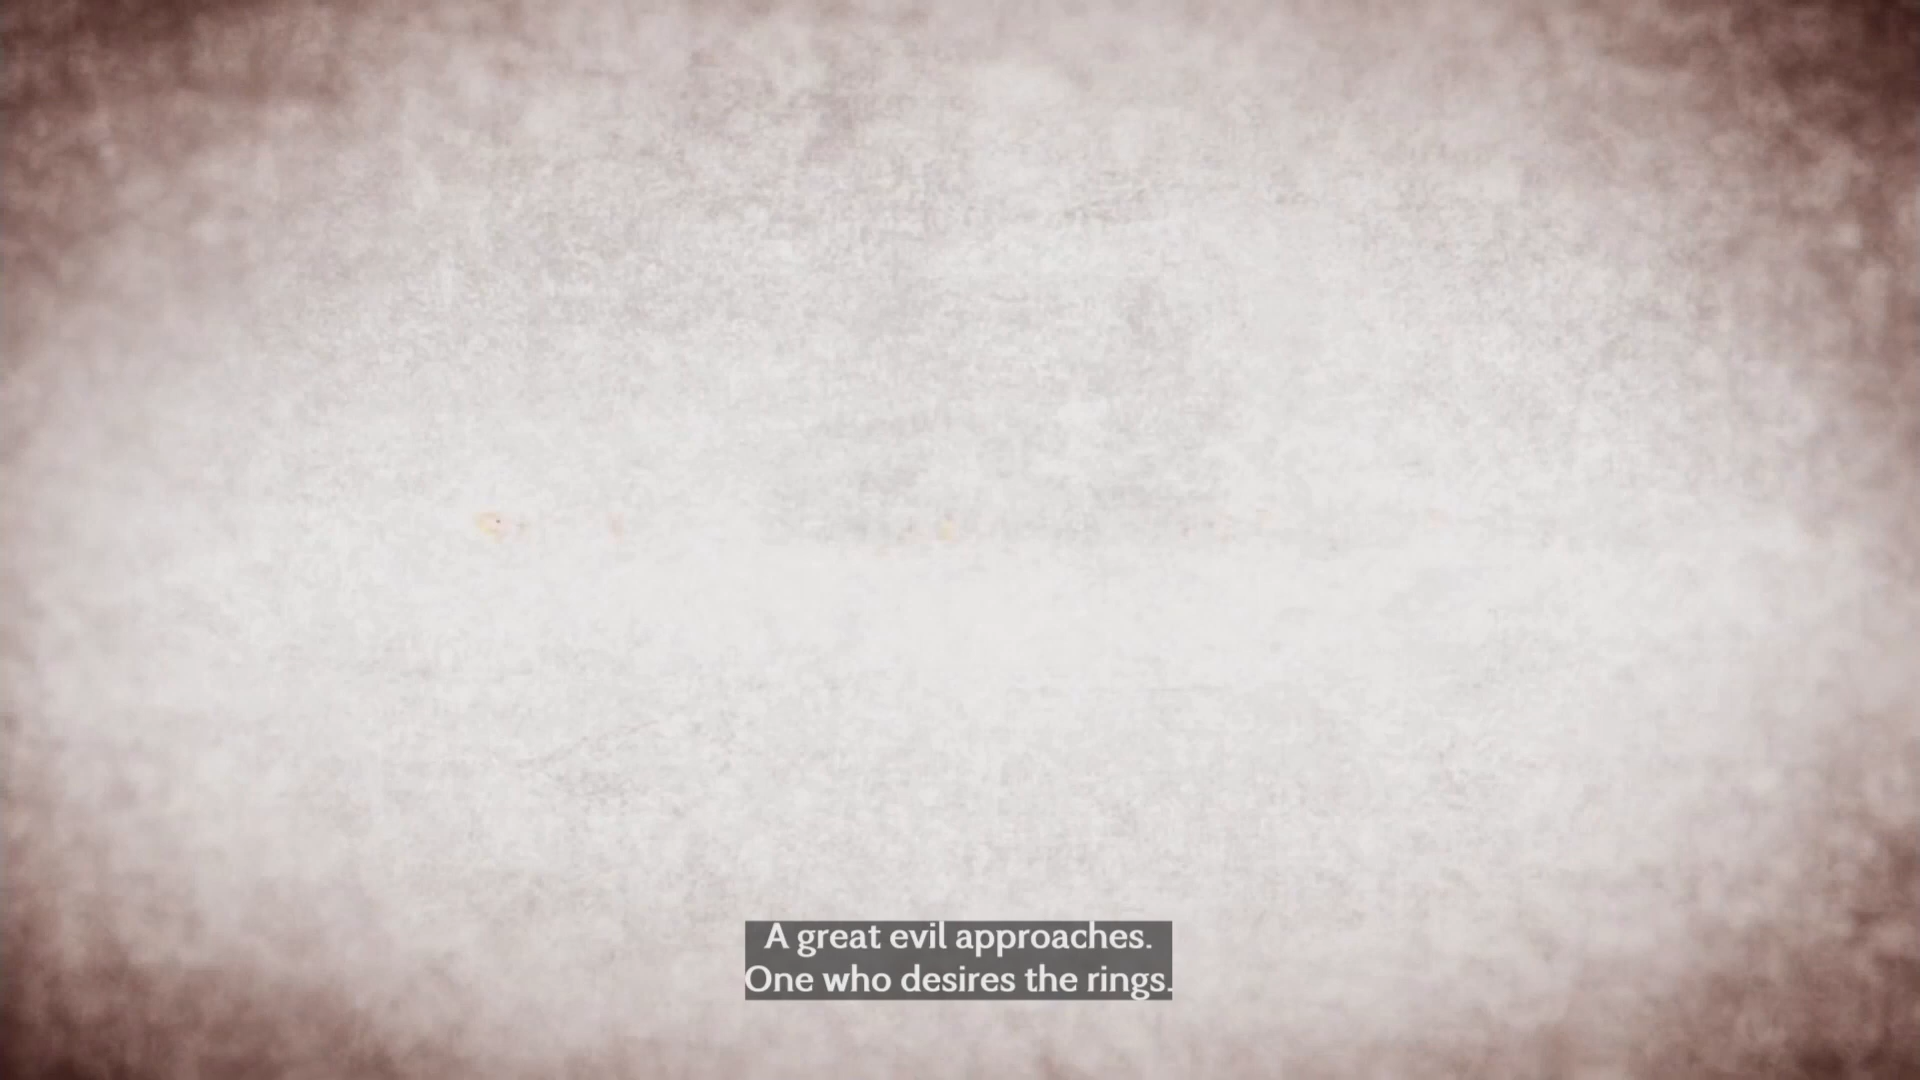 A great evil approaches.
One who desires the rings.